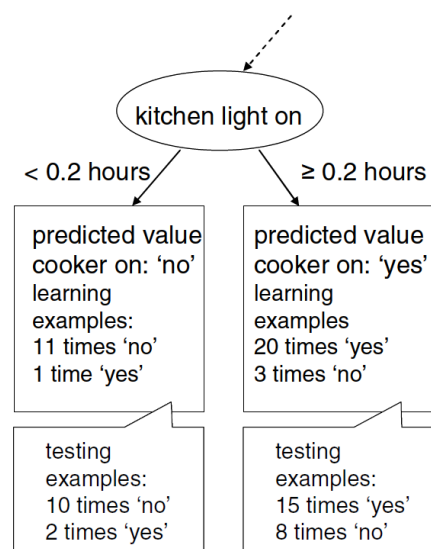 kitchen light on
< 0.2 hours
≥ 0.2 hours
predicted value
cooker on: 'no'
learning
examples:
11 times 'no'
1 time 'yes'
predicted value
cooker on: 'yes'
learning
examples
20 times 'yes'
3 times 'no'
testing
examples:
10 times 'no'
2 times 'yes'
testing
examples:
15 times 'yes'
8 times 'no'